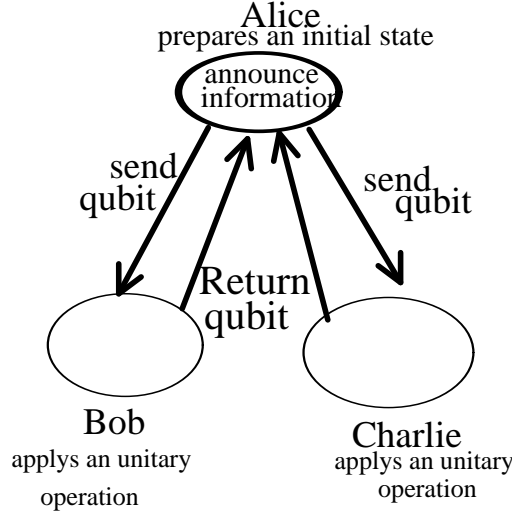 Alice
prepares an initial state
announce
information
send
qubit
send
qubit
Return
qubit
Bob
applys an unitary
operation
Charlie
applys an unitary
operation